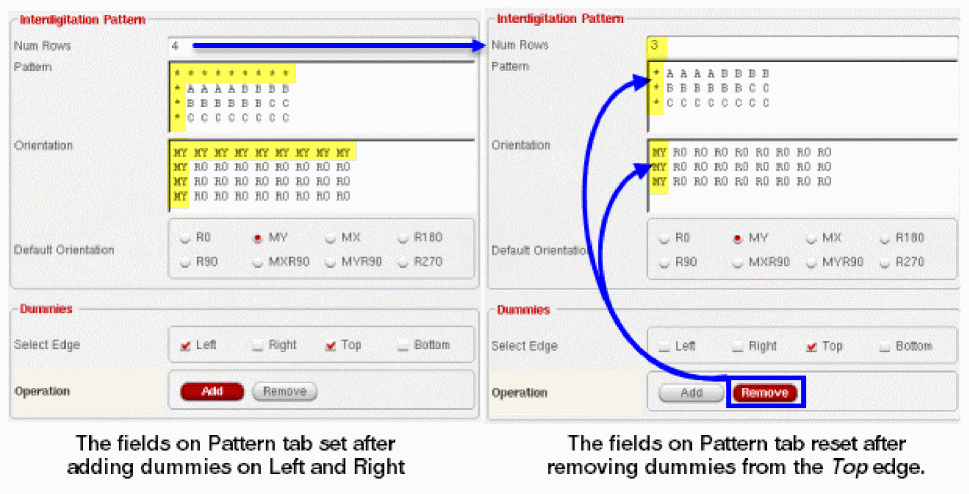 Interdigitation Pattern
Num Rows 4
Pattern
* * * * * * * * *
* A A A A B B B B
* B B B B B B C C
* C C C C C C C C
Orientation
MY MY MY MY MY MY MY MY MY
MY R0 R0 R0 R0 R0 R0 R0 R0
MY R0 R0 R0 R0 R0 R0 R0 R0
MY R0 R0 R0 R0 R0 R0 R0 R0
Default Orientation
R0 MY MX R180
R90 MXR90 MYR90 R270
Dummies
Select Edge Left Right Top Bottom
Operation Add Remove
The fields on Pattern tab set after
adding dummies on Left and Right
Interdigitation Pattern
Num Rows 3
Pattern
* A A A A B B B B
* B B B B B B C C
* C C C C C C C C
Orientation
MY R0 R0 R0 R0 R0 R0 R0 R0
MY R0 R0 R0 R0 R0 R0 R0 R0
MY R0 R0 R0 R0 R0 R0 R0 R0
Default Orientation
R0 MY MX R180
R90 MXR90 MYR90 R270
Dummies
Select Edge Left Right Top Bottom
Operation Add Remove
The fields on Pattern tab reset after
removing dummies from the Top edge.